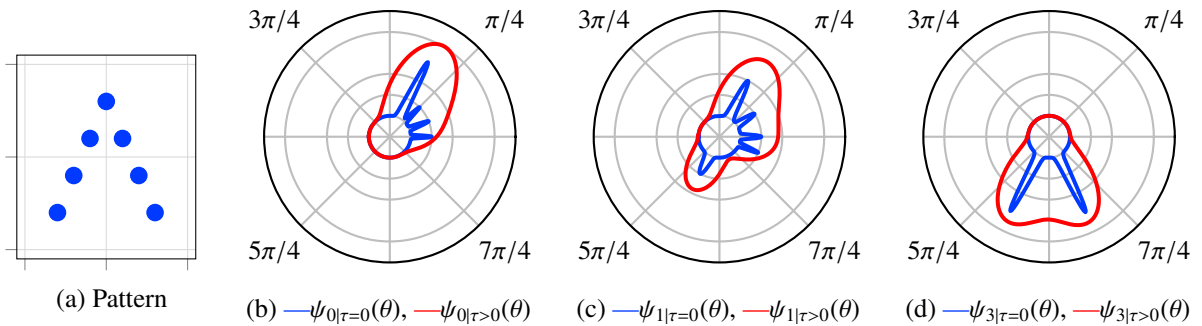 3π/4 π/4 3π/4 π/4 3π/4 π/4
5π/4 7π/4 5π/4 7π/4 5π/4 7π/4
(a) Pattern
(b) —ψ₀|τ=0(θ), —ψ₀|τ>0(θ)
(c) —ψ₁|τ=0(θ), —ψ₁|τ>0(θ)
(d) —ψ₃|τ=0(θ), —ψ₃|τ>0(θ)